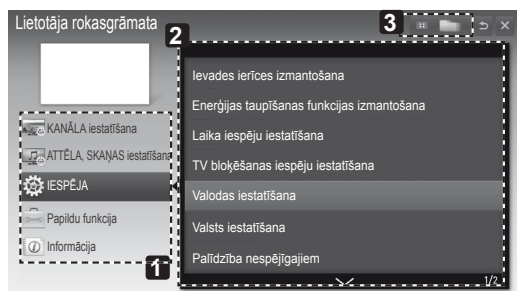 Lietotāja rokasgrāmata
3
2
KANĀLA iestatīšana
ATTĒLA, SKAŅAS iestatīšana
IESPĒJA
Papildu funkcija
Informācija
1
Ievades ierīces izmantošana
Enerģijas taupīšanas funkcijas izmantošana
Laika iespēju iestatīšana
TV bloķēšanas iespēju iestatīšana
Valodas iestatīšana
Valsts iestatīšana
Palīdzība nespējīgajiem
1/2